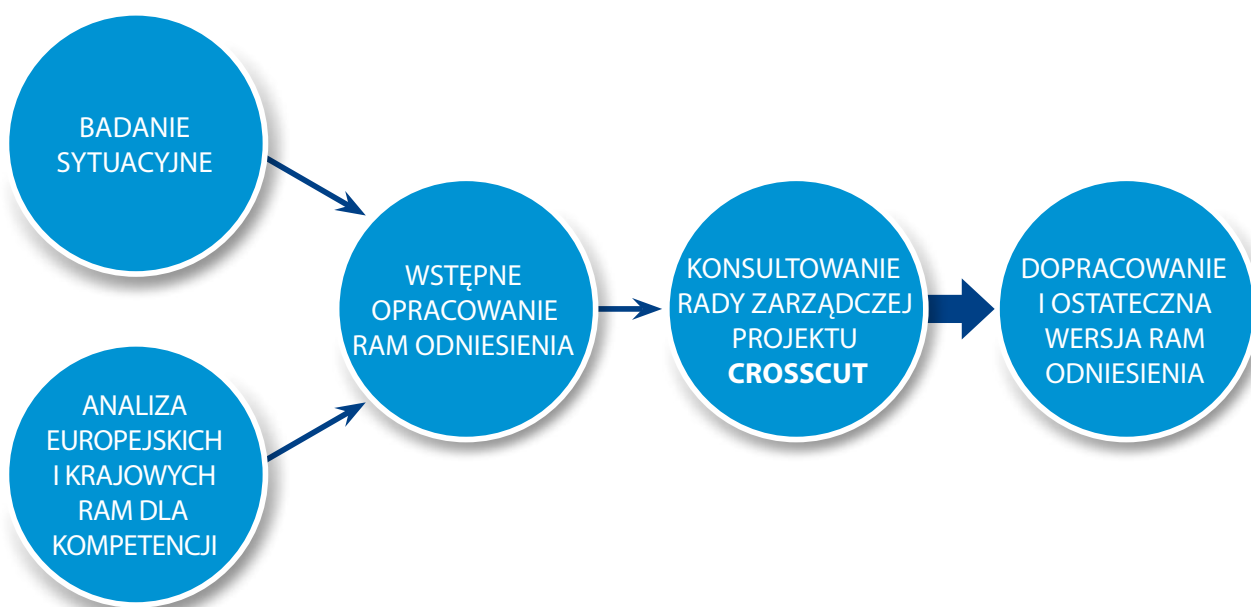 BADANIE
SYTUACYJNE
ANALIZA
EUROPEJSKICH
I KRAJOWYCH
RAM DLA
KOMPETENCJI
WSTĘPNE
OPRACOWANIE
RAM ODNIESIENIA
KONSULTOWANIE
RADY ZARZĄDCZEJ
PROJEKTU
CROSSCUT
DOPRACOWANIE
I OSTATECZNA
WERSJA RAM
ODNIESIENIA